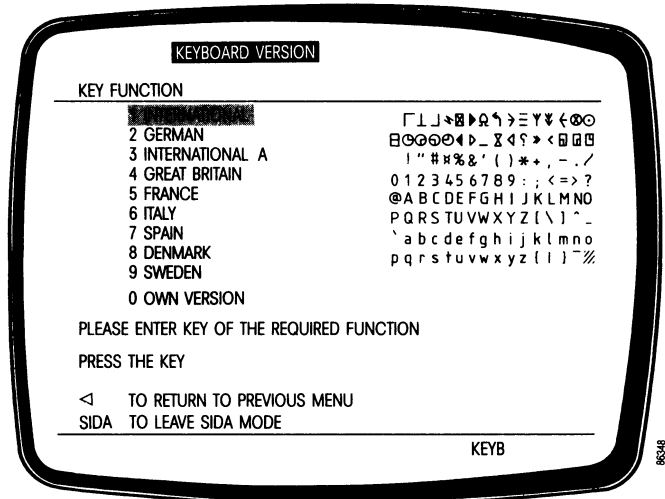 KEYBOARD VERSION
KEY FUNCTION
1 INTERNATIONAL
2 GERMAN
3 INTERNATIONAL A
4 GREAT BRITAIN
5 FRANCE
6 ITALY
7 SPAIN
8 DENMARK
9 SWEDEN
0 OWN VERSION
! " # ¤ % & ' ( ) * + , - . /
0 1 2 3 4 5 6 7 8 9 : ; < = > ?
@ A B C D E F G H I J K L M N O
P Q R S T U V W X Y Z [ \ ] ^ _
` a b c d e f g h i j k l m n o
p q r s t u v w x y z { | } ‾
PLEASE ENTER KEY OF THE REQUIRED FUNCTION
PRESS THE KEY
◁ TO RETURN TO PREVIOUS MENU
SIDA TO LEAVE SIDA MODE
KEYB
86348